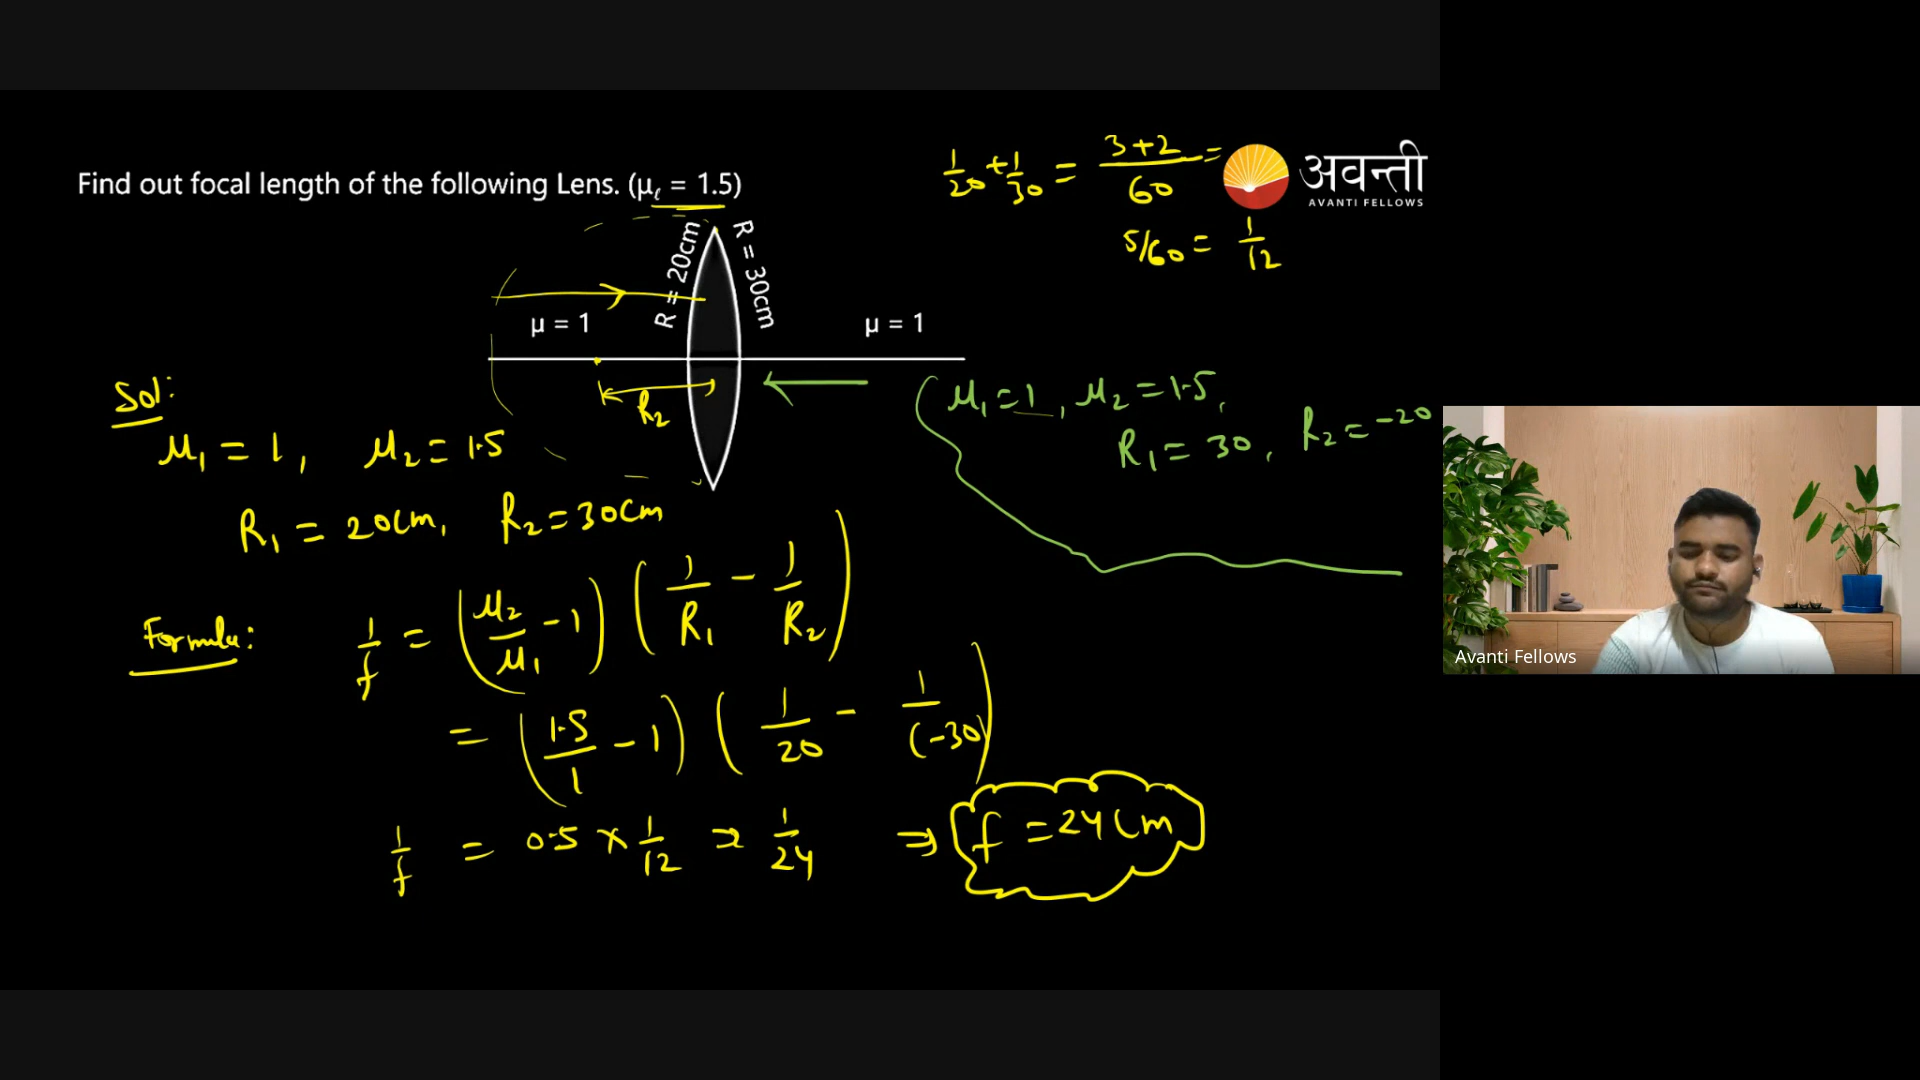 Find out focal length of the following Lens. (μℓ = 1.5)
1/20 + 1/30 = 3+2/60 =
5/60 = 1/12
अवन्ती
AVANTI FELLOWS
R = 20cm
R = 30cm
μ = 1
μ = 1
R₂
Sol:
μ₁ = 1, μ₂ = 1.5
R₁ = 20cm, R₂ = 30cm
μ₁ = 1, μ₂ = 1.5,
R₁ = 30, R₂ = -20
Formula: 1/f = (μ₂/μ₁ - 1) (1/R₁ - 1/R₂)
= (1.5/1 - 1) (1/20 - 1/(-30))
1/f = 0.5 × 1/12 = 1/24 ⇒ f = 24cm
Avanti Fellows